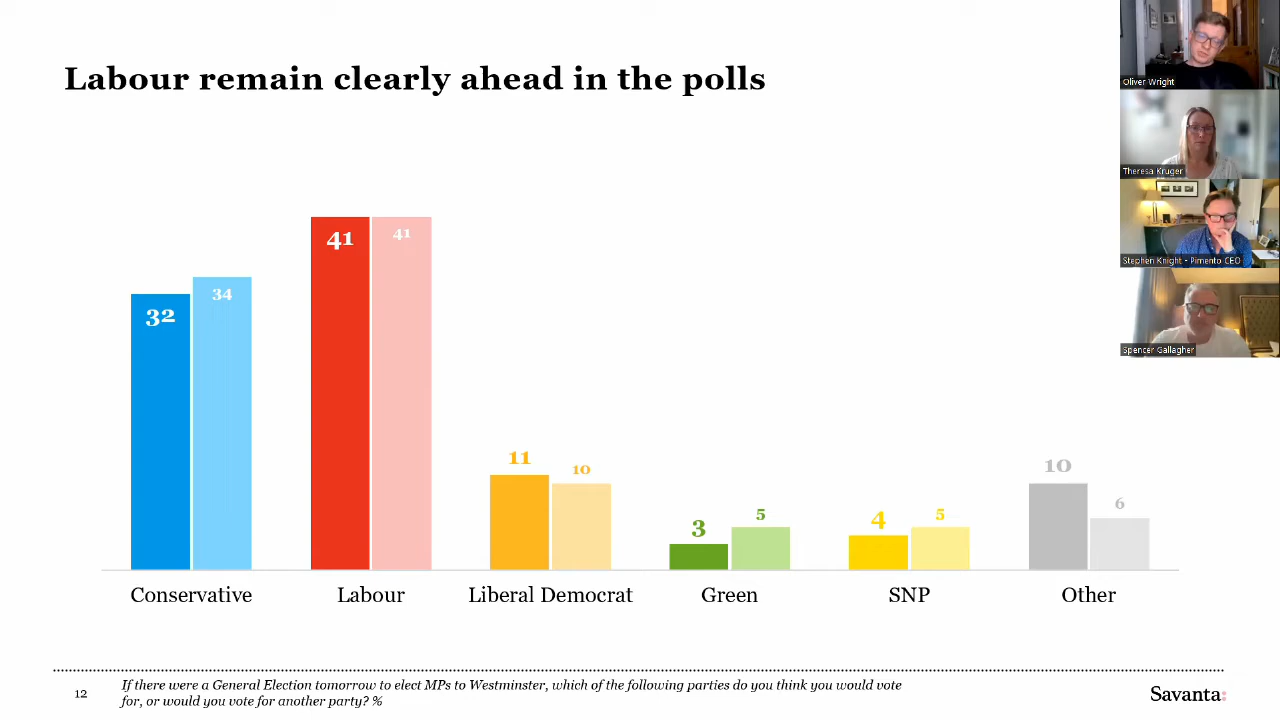 Labour remain clearly ahead in the polls
32
34
41
41
11
10
3
5
4
5
10
6
Conservative
Labour
Liberal Democrat
Green
SNP
Other
12
If there were a General Election tomorrow to elect MPs to Westminster, which of the following parties do you think you would vote
for, or would you vote for another party? %
Savanta:
Oliver Wright
Theresa Kruger
Stephen Knight - Pimento CEO
Spencer Gallagher